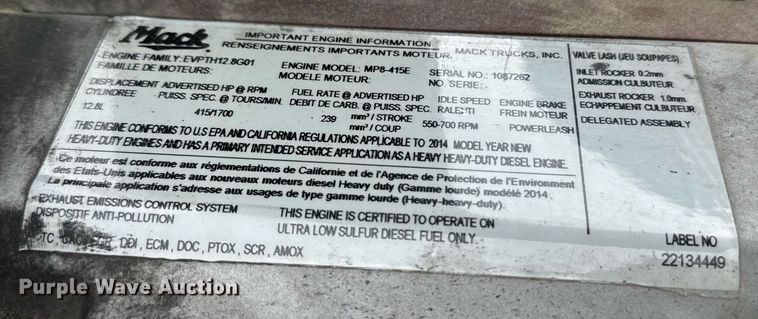 Mack
IMPORTANT ENGINE INFORMATION
RENSEIGNEMENTS IMPORTANTS MOTEUR MACK TRUCKS, INC.
ENGINE FAMILY: EVPTH12.8G01 ENGINE MODEL: MP8-415E SERIAL NO: 1087262
FAMILLE DE MOTEURS: MODELE MOTEUR: NO. SERIE:
DISPLACEMENT ADVERTISED HP @ RPM FUEL RATE @ ADVERTISED HP IDLE SPEED ENGINE BRAKE
CYLINDREE PUISS. SPEC @ TOURS/MIN. DEBIT DE CARB. @ PUISS. SPEC. RALENTI FREIN MOTEUR
12.8L 415/1700 239 mm³ / STROKE 550-700 RPM POWERLEASH
mm³ / COUP
THIS ENGINE CONFORMS TO U.S EPA AND CALIFORNIA REGULATIONS APPLICABLE TO 2014 MODEL YEAR NEW
HEAVY-DUTY ENGINES AND HAS A PRIMARY INTENDED SERVICE APPLICATION AS A HEAVY HEAVY-DUTY DIESEL ENGINE.
Ce moteur est conforme aux réglementations de Californie et de l'Agence de Protection de l'Environment
des Etats-Unis applicables aux nouveaux moteurs diesel Heavy duty (Gamme lourde) modèlé 2014.
La principale application s'adresse aux usages de type gamme lourde (Heavy-heavy-duty).
EXHAUST EMISSIONS CONTROL SYSTEM
DISPOSITIF ANTI-POLLUTION
THIS ENGINE IS CERTIFIED TO OPERATE ON
ULTRA LOW SULFUR DIESEL FUEL ONLY.
TC, CAC, EGR, DDI, ECM, DOC, PTOX, SCR, AMOX
VALVE LASH (JEU SOUPAPES)
INLET ROCKER 0.2mm
ADMISSION CULBUTEUR
EXHAUST ROCKER 1.0mm
ECHAPPEMENT CULBUTEUR
DELEGATED ASSEMBLY
LABEL NO
22134449
Purple Wave Auction